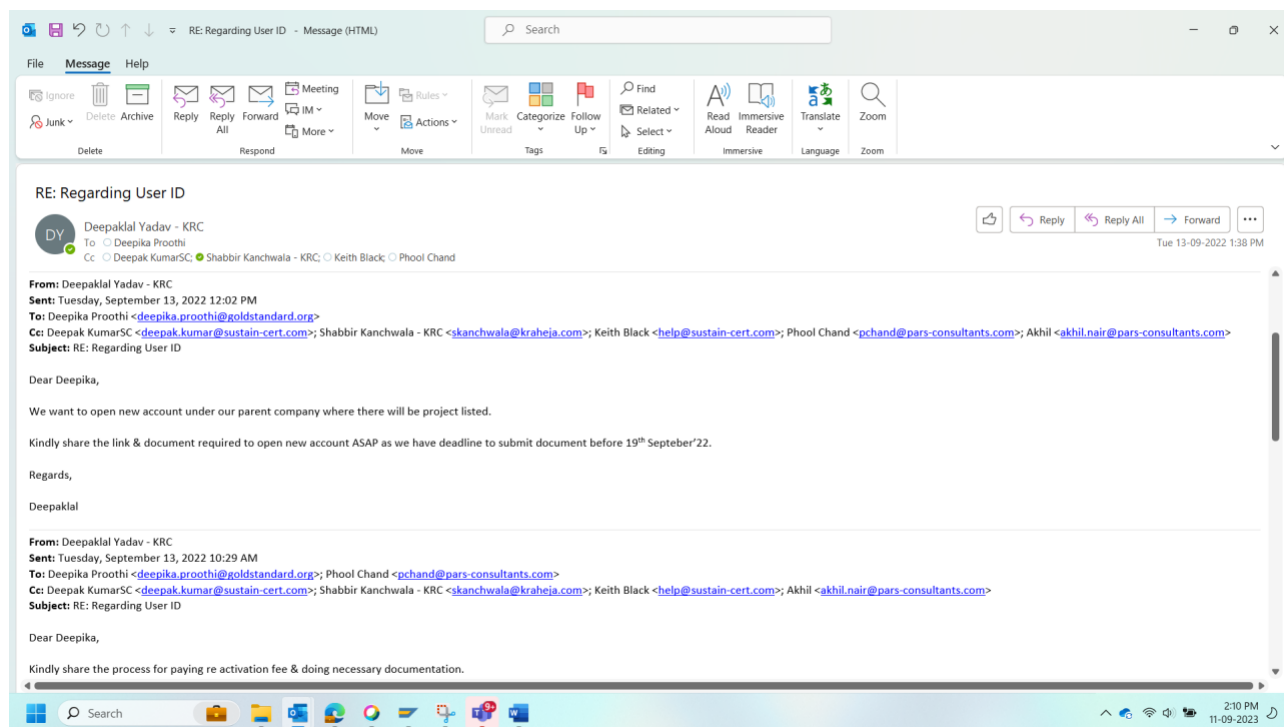 RE: Regarding User ID - Message (HTML)
Search
File Message Help
Ignore
Junk
Delete
Archive
Reply
Reply All
Forward
Meeting
IM
More
Move
Rules
Actions
Mark Unread
Categorize
Follow Up
Find
Related
Select
Read Aloud
Immersive Reader
Translate
Zoom
Delete Respond Move Tags Editing Immersive Language Zoom
RE: Regarding User ID
DY
Deepaklal Yadav - KRC
To Deepika Proothi
Cc Deepak KumarSC; Shabbir Kanchwala - KRC; Keith Black; Phool Chand
Reply Reply All Forward ...
Tue 13-09-2022 1:38 PM
From: Deepaklal Yadav - KRC
Sent: Tuesday, September 13, 2022 12:02 PM
To: Deepika Proothi <deepika.proothi@goldstandard.org>
Cc: Deepak KumarSC <deepak.kumar@sustain-cert.com>; Shabbir Kanchwala - KRC <skanchwala@kraheja.com>; Keith Black <help@sustain-cert.com>; Phool Chand <pchand@pars-consultants.com>; Akhil <akhil.nair@pars-consultants.com>
Subject: RE: Regarding User ID
Dear Deepika,
We want to open new account under our parent company where there will be project listed.
Kindly share the link & document required to open new account ASAP as we have deadline to submit document before 19th Septeber'22.
Regards,
Deepaklal
From: Deepaklal Yadav - KRC
Sent: Tuesday, September 13, 2022 10:29 AM
To: Deepika Proothi <deepika.proothi@goldstandard.org>; Phool Chand <pchand@pars-consultants.com>
Cc: Deepak KumarSC <deepak.kumar@sustain-cert.com>; Shabbir Kanchwala - KRC <skanchwala@kraheja.com>; Keith Black <help@sustain-cert.com>; Akhil <akhil.nair@pars-consultants.com>
Subject: RE: Regarding User ID
Dear Deepika,
Kindly share the process for paying re activation fee & doing necessary documentation.
Search
9+
2:10 PM
11-09-2023